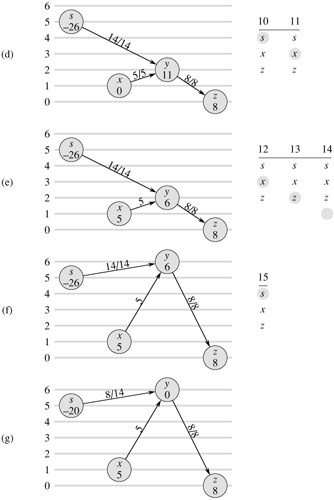 6
5 s
−26
14/14
4
(d)
3
5/5
y
11
2
x
0
8/8
1
z
8
0
10 11
s s
x x
z z
6
5 s
−26
14/14
4
(e)
3
5
y
6
2
x
5
8/8
1
z
8
0
12 13 14
s s s
x x x
z z z
6 y
6
14/14
5 s
−26
4
(f)
3
5
8/8
2
1 x
5
0 z
8
15
s
x
z
6 y
0
8/14
5 s
−20
4
(g)
3
5
8/8
2
1 x
5
0 z
8